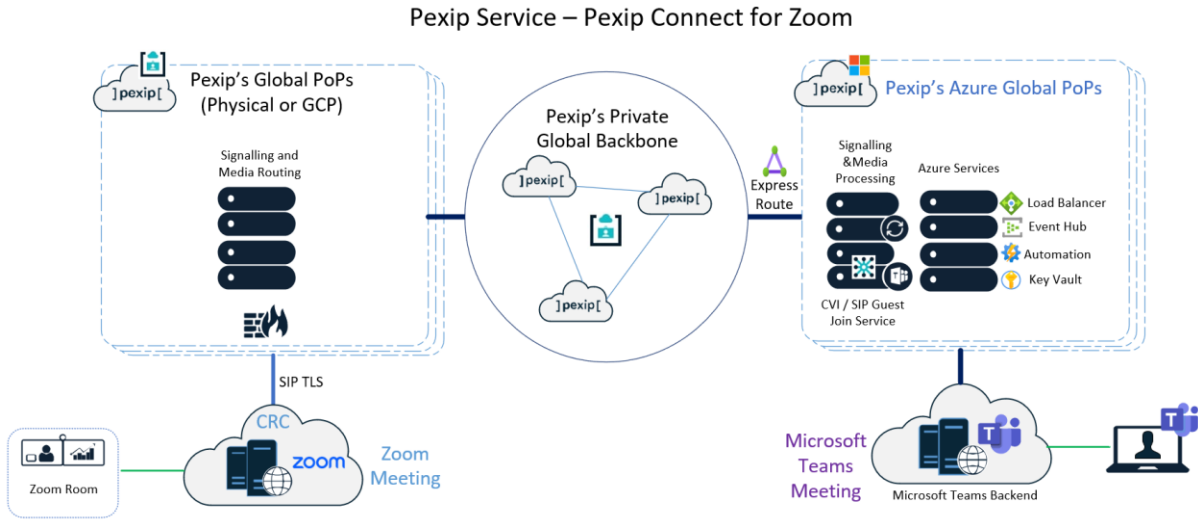 Pexip Service – Pexip Connect for Zoom
]pexip[
Pexip's Global PoPs
(Physical or GCP)
Signalling and
Media Routing
SIP TLS
CRC
zoom
Zoom
Meeting
Zoom Room
Pexip's Private
Global Backbone
]pexip[
]pexip[
]pexip[
Express
Route
]pexip[
Pexip's Azure Global PoPs
Signalling
&Media
Processing
Azure Services
Load Balancer
Event Hub
Automation
Key Vault
CVI / SIP Guest
Join Service
Microsoft
Teams
Meeting
T
Microsoft Teams Backend
T